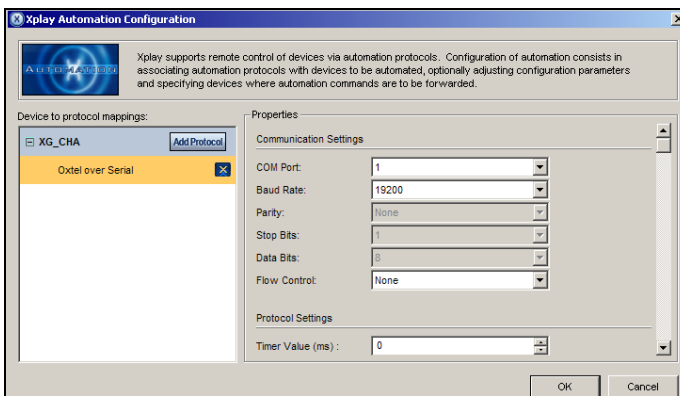 Xplay Automation Configuration
AUTOMATION
Xplay supports remote control of devices via automation protocols. Configuration of automation consists in
associating automation protocols with devices to be automated, optionally adjusting configuration parameters
and specifying devices where automation commands are to be forwarded.
Device to protocol mappings:
XG_CHA
Add Protocol
Oxtel over Serial
Properties
Communication Settings
COM Port: 1
Baud Rate: 19200
Parity: None
Stop Bits: 1
Data Bits: 8
Flow Control: None
Protocol Settings
Timer Value (ms) : 0
OK
Cancel